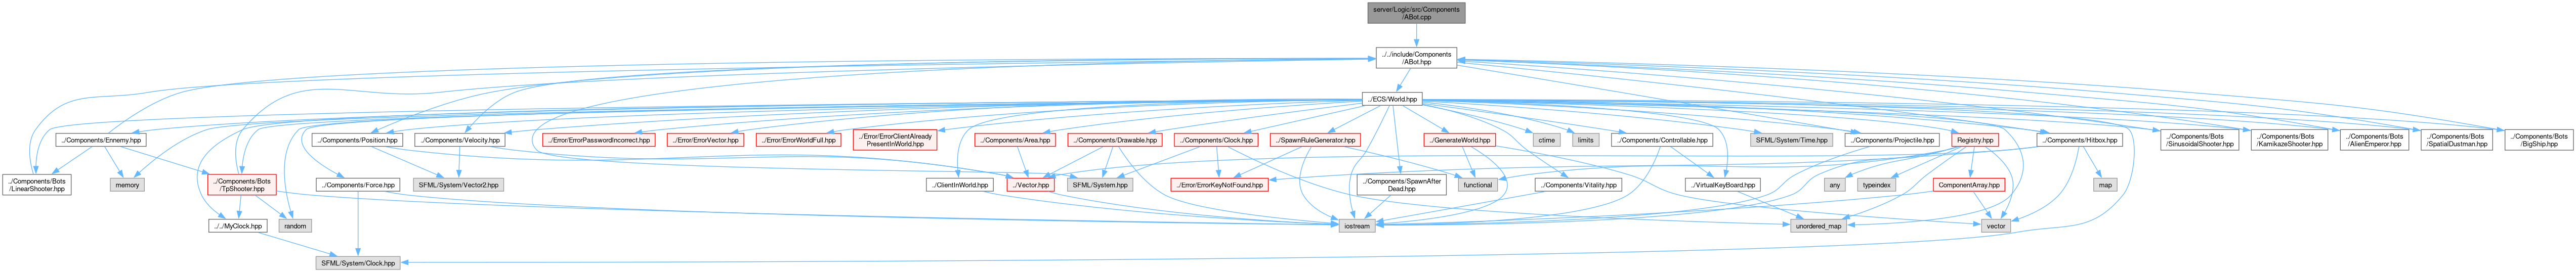 server/Logic/src/Components
/ABot.cpp
../../include/Components
/ABot.hpp
../ECS/World.hpp
../Components/Ennemy.hpp
../Components/Position.hpp
../Components/Velocity.hpp
../Error/ErrorPasswordIncorrect.hpp
../Error/ErrorVector.hpp
../Error/ErrorWorldFull.hpp
../Error/ErrorClientAlready
PresentInWorld.hpp
../Components/Area.hpp
../Components/Drawable.hpp
../Components/Clock.hpp
../SpawnRuleGenerator.hpp
../GenerateWorld.hpp
ctime
limits
../Components/Controllable.hpp
SFML/System/Time.hpp
../Components/Projectile.hpp
Registry.hpp
../Components/Hitbox.hpp
../Components/Bots
/SinusoidalShooter.hpp
../Components/Bots
/KamikazeShooter.hpp
../Components/Bots
/AlienEmperor.hpp
../Components/Bots
/SpatialDustman.hpp
../Components/Bots
/BigShip.hpp
../Components/Bots
/LinearShooter.hpp
memory
../Components/Bots
/TpShooter.hpp
../Components/Force.hpp
SFML/System/Vector2.hpp
../ClientInWorld.hpp
../Vector.hpp
SFML/System.hpp
../Error/ErrorKeyNotFound.hpp
../Components/SpawnAfter
Dead.hpp
functional
../Components/Vitality.hpp
../VirtualKeyBoard.hpp
any
typeindex
ComponentArray.hpp
map
../../MyClock.hpp
random
iostream
unordered_map
vector
SFML/System/Clock.hpp